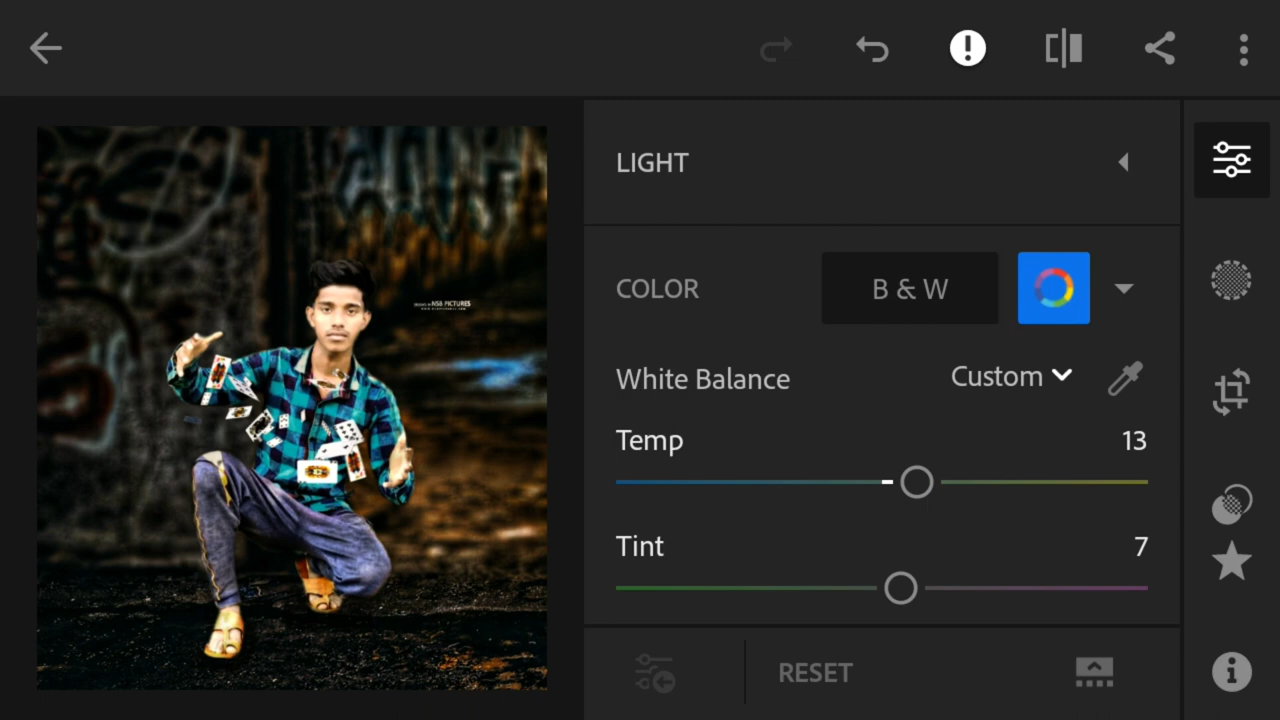 LIGHT
COLOR
B & W
White Balance
Custom
Temp
13
Tint
7
RESET
NSB PICTURES